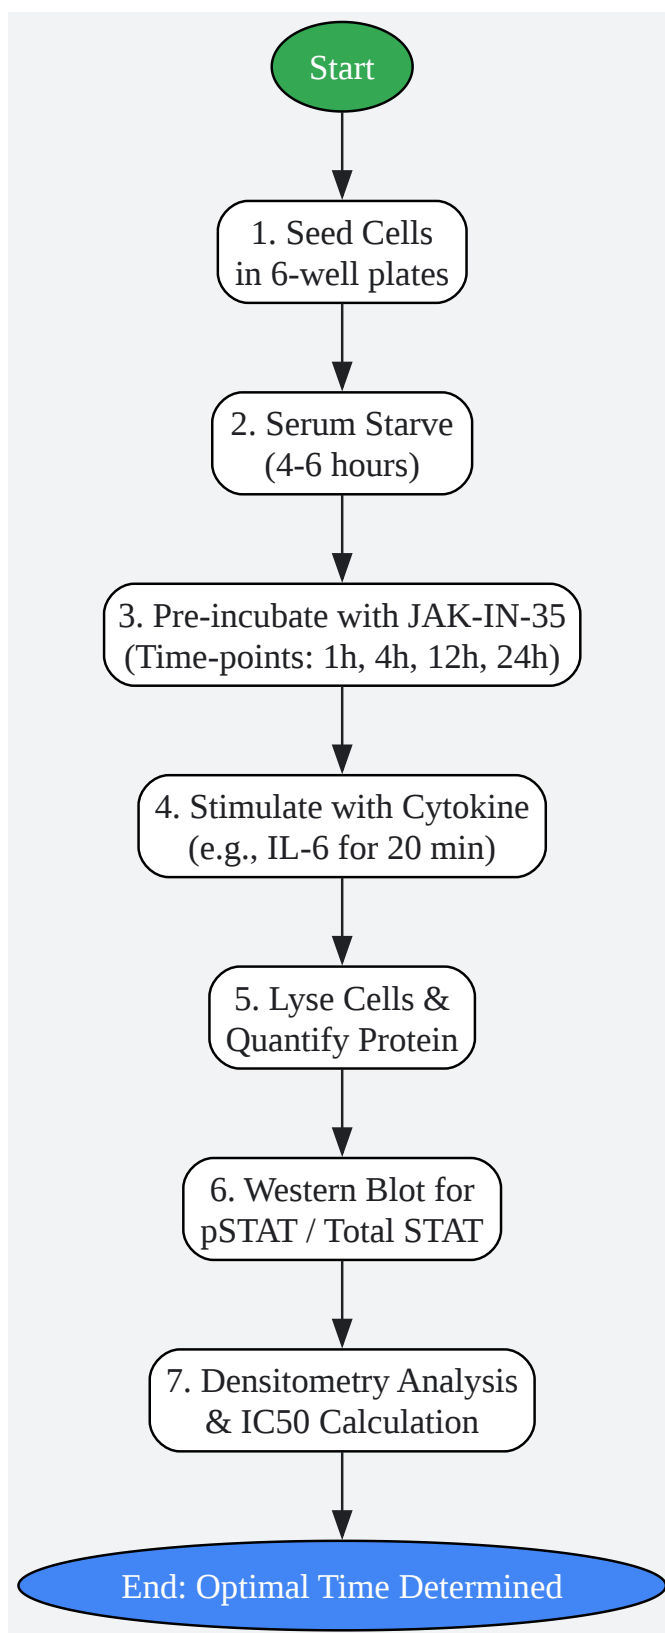 Start
1. Seed Cells
in 6-well plates
2. Serum Starve
(4-6 hours)
3. Pre-incubate with JAK-IN-35
(Time-points: 1h, 4h, 12h, 24h)
4. Stimulate with Cytokine
(e.g., IL-6 for 20 min)
5. Lyse Cells &
Quantify Protein
6. Western Blot for
pSTAT / Total STAT
7. Densitometry Analysis
& IC50 Calculation
End: Optimal Time Determined